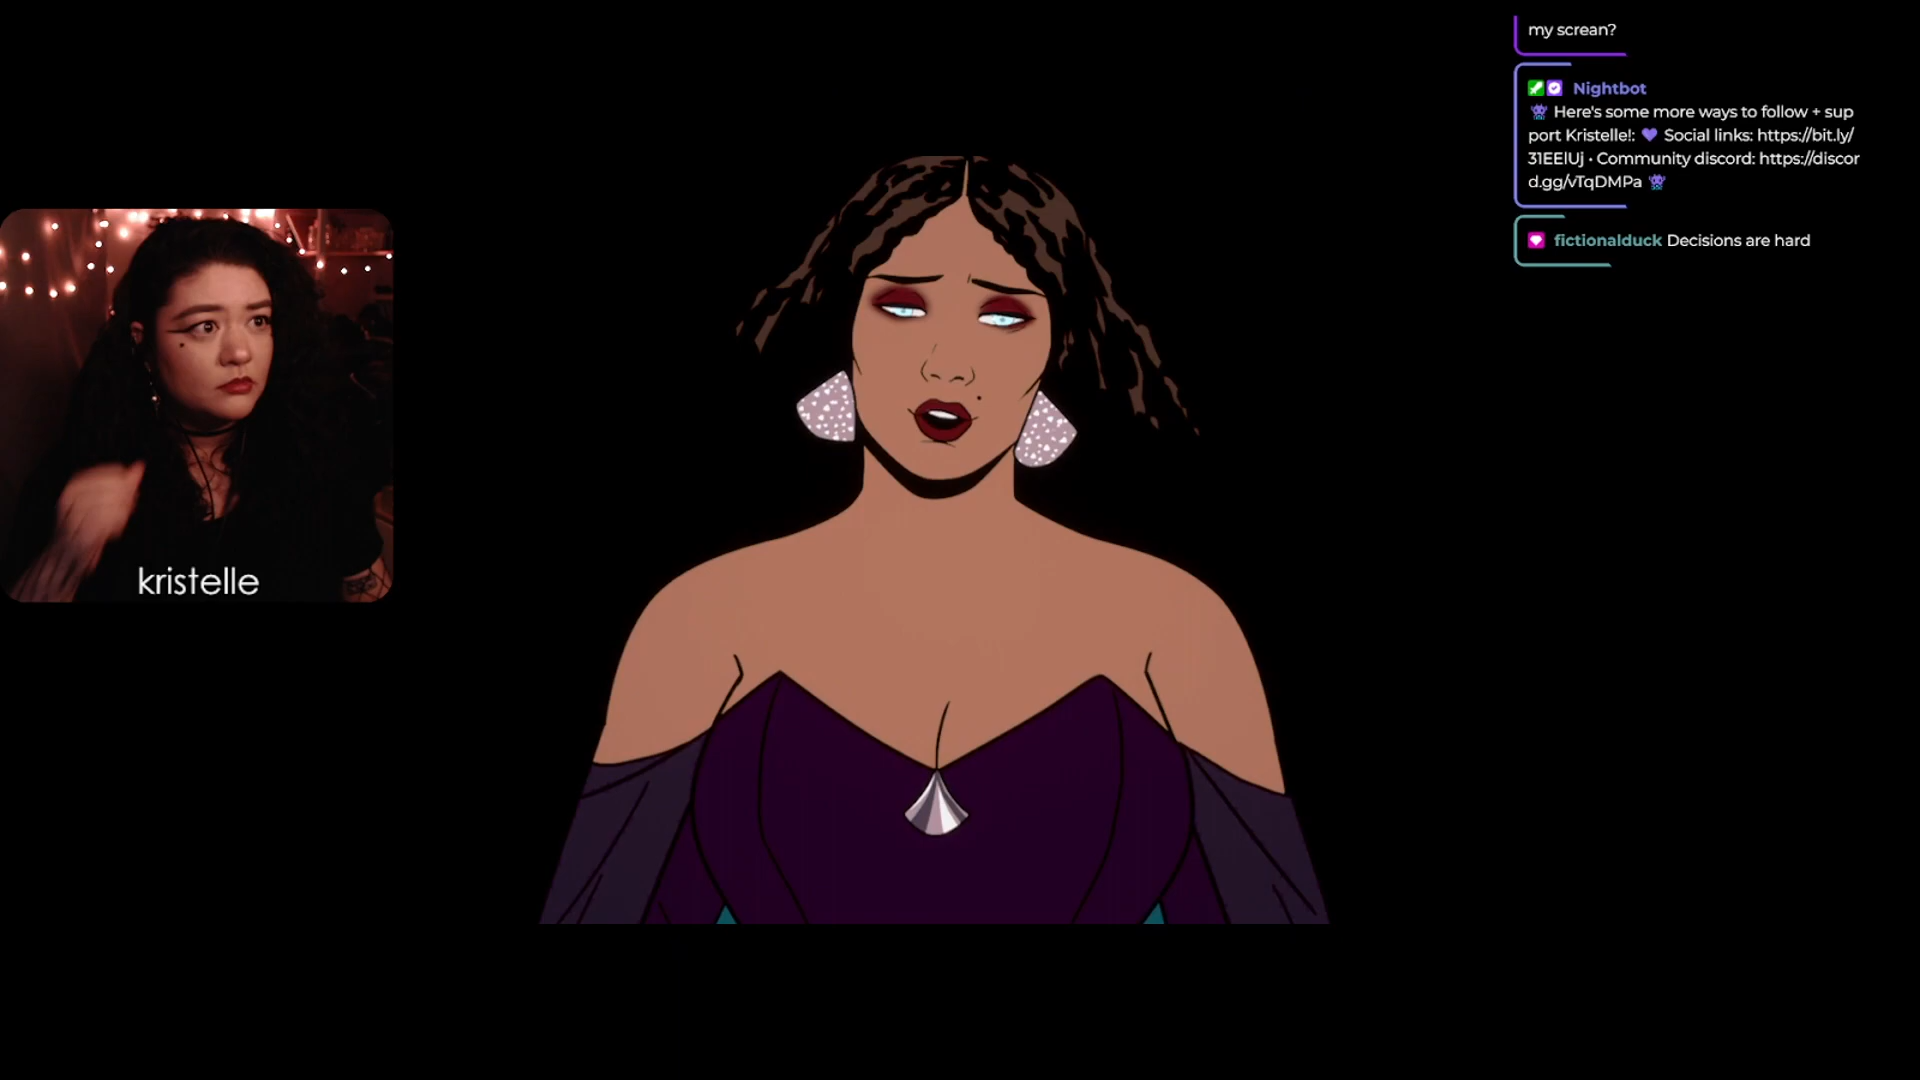 my screan?
Nightbot
Here's some more ways to follow + sup
port Kristelle!: 💜 Social links: https://bit.ly/
31EElUj · Community discord: https://discor
d.gg/vTqDMPa
fictionalduck Decisions are hard
kristelle